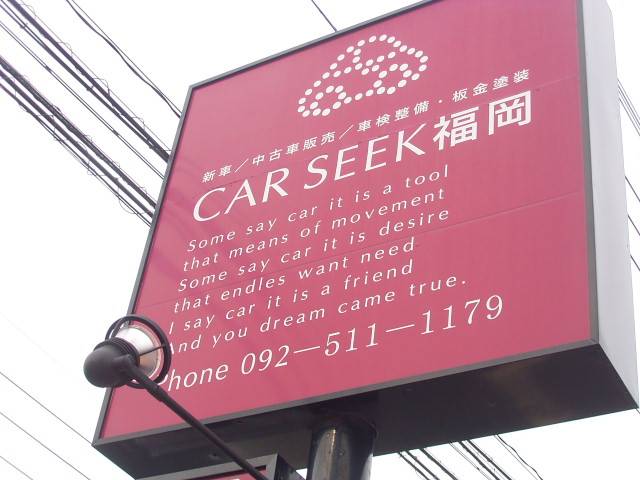 新車／中古車販売／車検整備・板金塗装
CAR SEEK福岡
Some say car it is a tool
that means of movement
Some say car it is desire
that endles want need
I say car it is a friend
And you dream came true.
Phone 092-511-1179